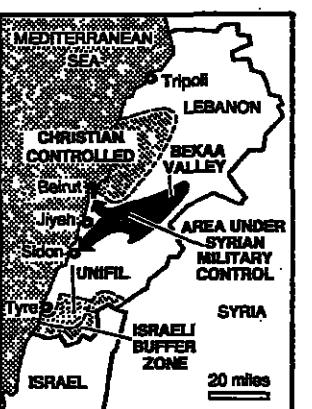 MEDITERRANEAN
SEA
Tripoli
LEBANON
CHRISTIAN
CONTROLLED
BEKAA
VALLEY
Beirut
Jiyah
AREA UNDER
SYRIAN
MILITARY
CONTROL
Sidon
UNIFIL
Tyre
SYRIA
ISRAELI
BUFFER
ZONE
ISRAEL
20 miles